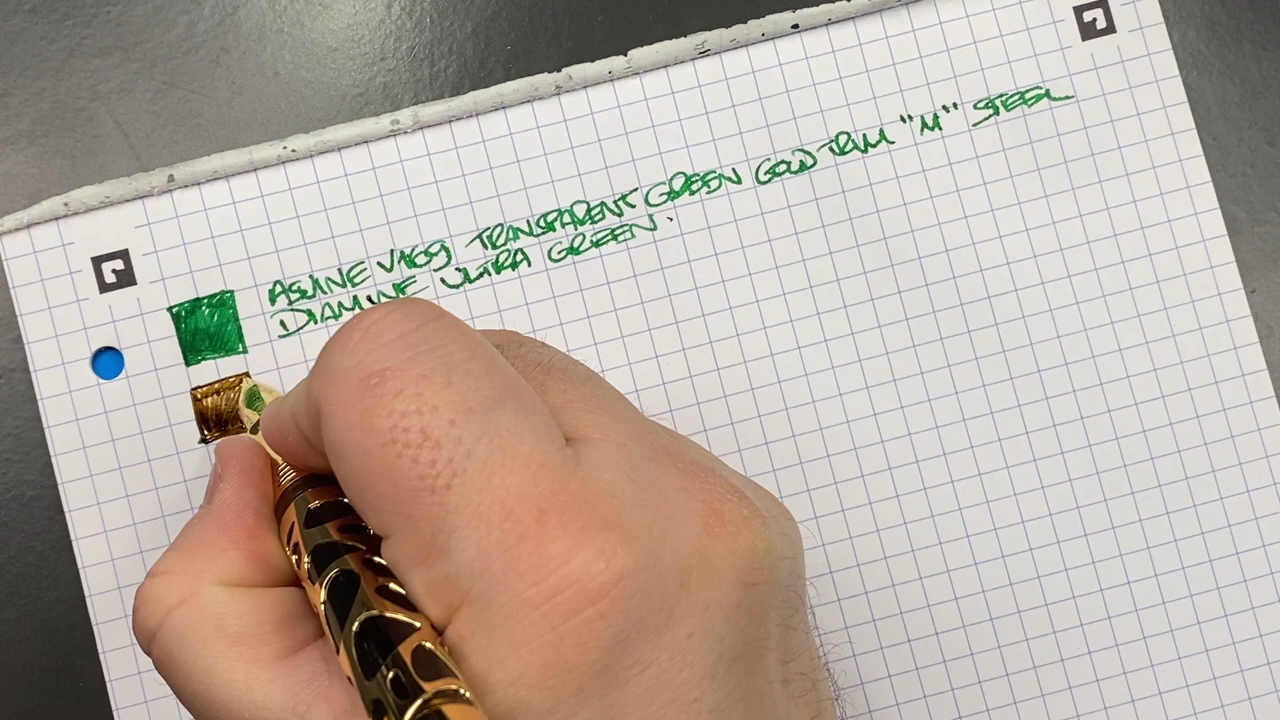 ASVINE V169 TRANSPARENT GREEN GOLD TRIM "M" STEEL
DIAMINE ULTRA GREEN.